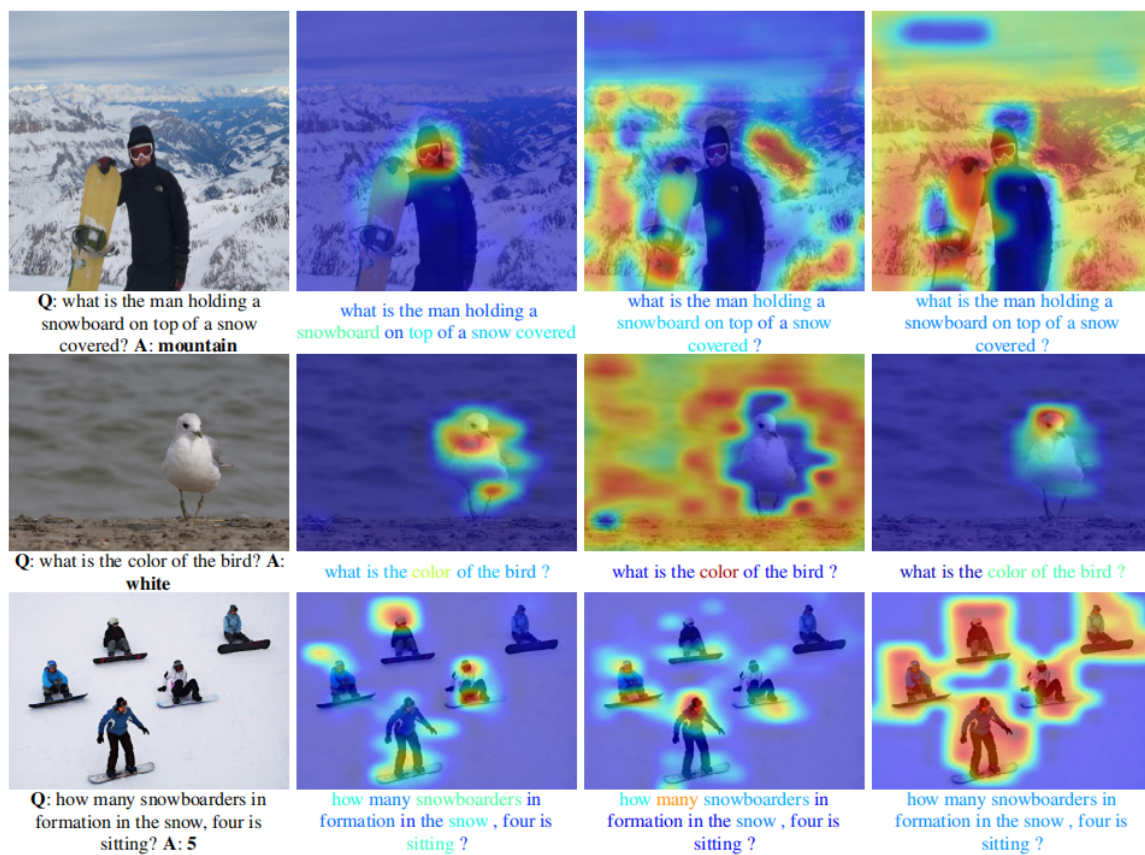 Q: what is the man holding a
snowboard on top of a snow
covered? A: mountain
what is the man holding a
snowboard on top of a snow covered
what is the man holding a
snowboard on top of a snow
covered ?
what is the man holding a
snowboard on top of a snow
covered ?
Q: what is the color of the bird? A:
white
what is the color of the bird ?
what is the color of the bird ?
what is the color of the bird ?
Q: how many snowboarders in
formation in the snow, four is
sitting? A: 5
how many snowboarders in
formation in the snow , four is
sitting ?
how many snowboarders in
formation in the snow , four is
sitting ?
how many snowboarders in
formation in the snow , four is
sitting ?